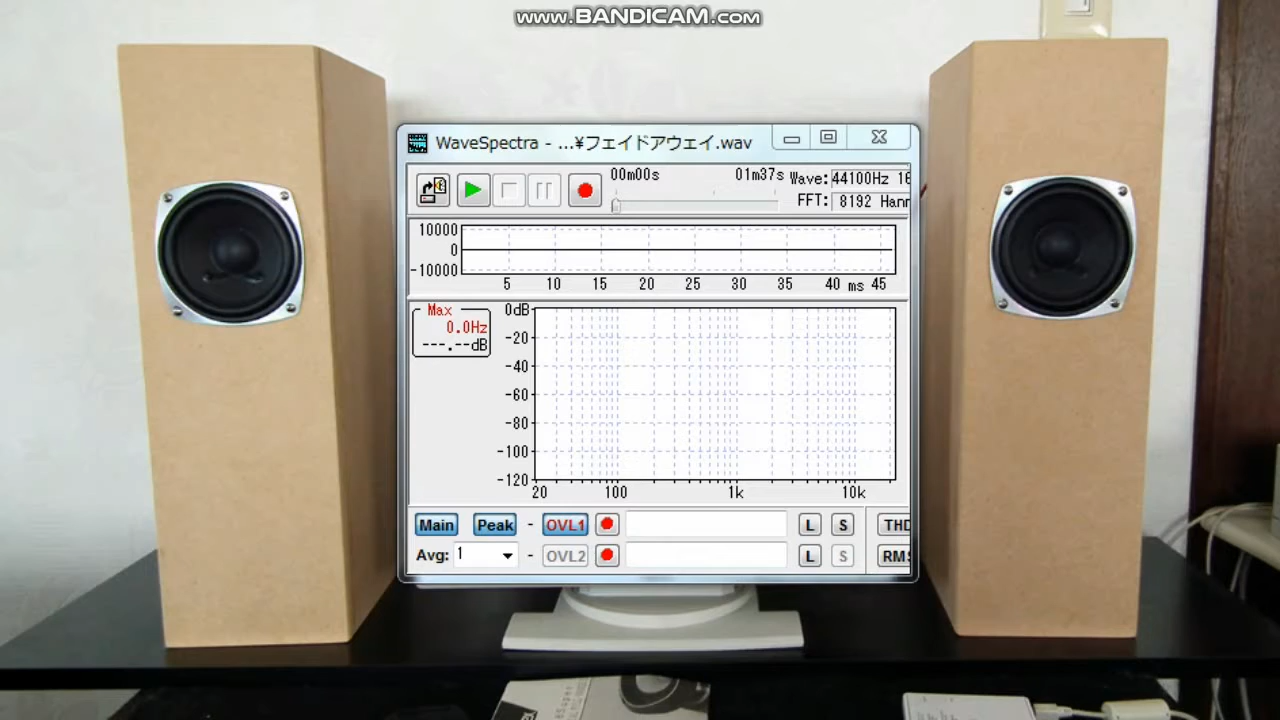 www.BANDICAM.com
WaveSpectra - ...¥フェイドアウェイ.wav
00m00s 01m37s Wave: 44100Hz 16
FFT: 8192 Hann
10000
0
-10000
5 10 15 20 25 30 35 40 ms 45
Max
0.0Hz
---.--dB
0dB
-20
-40
-60
-80
-100
-120
20 100 1k 10k
Main Peak - OVL1 L S THD
Avg: 1 - OVL2 L S RMS